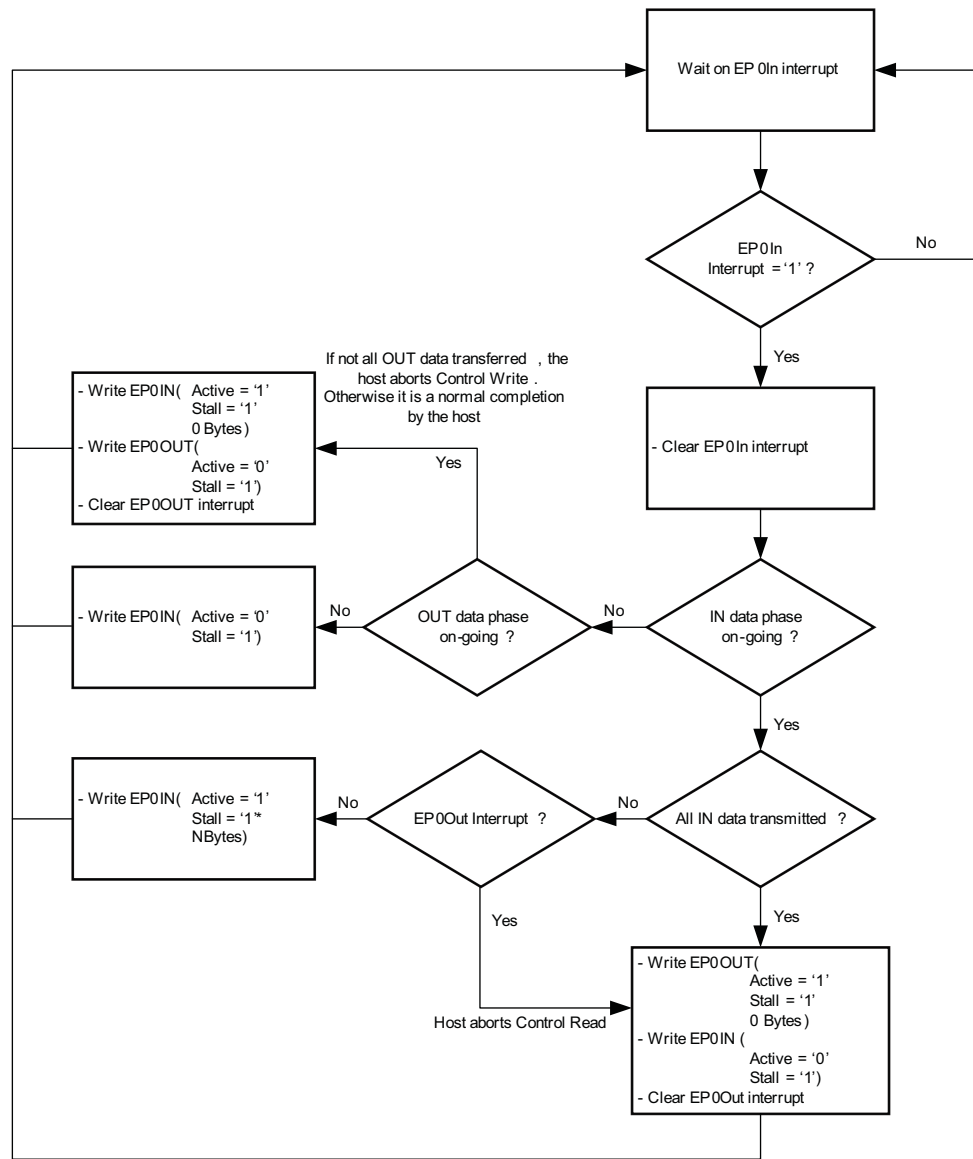 Wait on EP0In interrupt
EP0In
Interrupt = ‘1’ ?
No
Yes
If not all OUT data transferred , the
host aborts Control Write .
Otherwise it is a normal completion
by the host
- Write EP0IN( Active = ‘1’
Stall = ‘1’
0 Bytes)
- Write EP0OUT(
Active = ‘0’
Stall = ‘1’)
- Clear EP0OUT interrupt
Yes
- Clear EP0In interrupt
- Write EP0IN( Active = ‘0’
Stall = ‘1’)
No
OUT data phase
on-going ?
No
IN data phase
on-going ?
Yes
- Write EP0IN( Active = ‘1’
Stall = ‘1’*
NBytes)
No
EP0Out Interrupt ?
No
All IN data transmitted ?
Yes
Yes
Host aborts Control Read
- Write EP0OUT(
Active = ‘1’
Stall = ‘1’
0 Bytes)
- Write EP0IN (
Active = ‘0’
Stall = ‘1’)
- Clear EP0Out interrupt